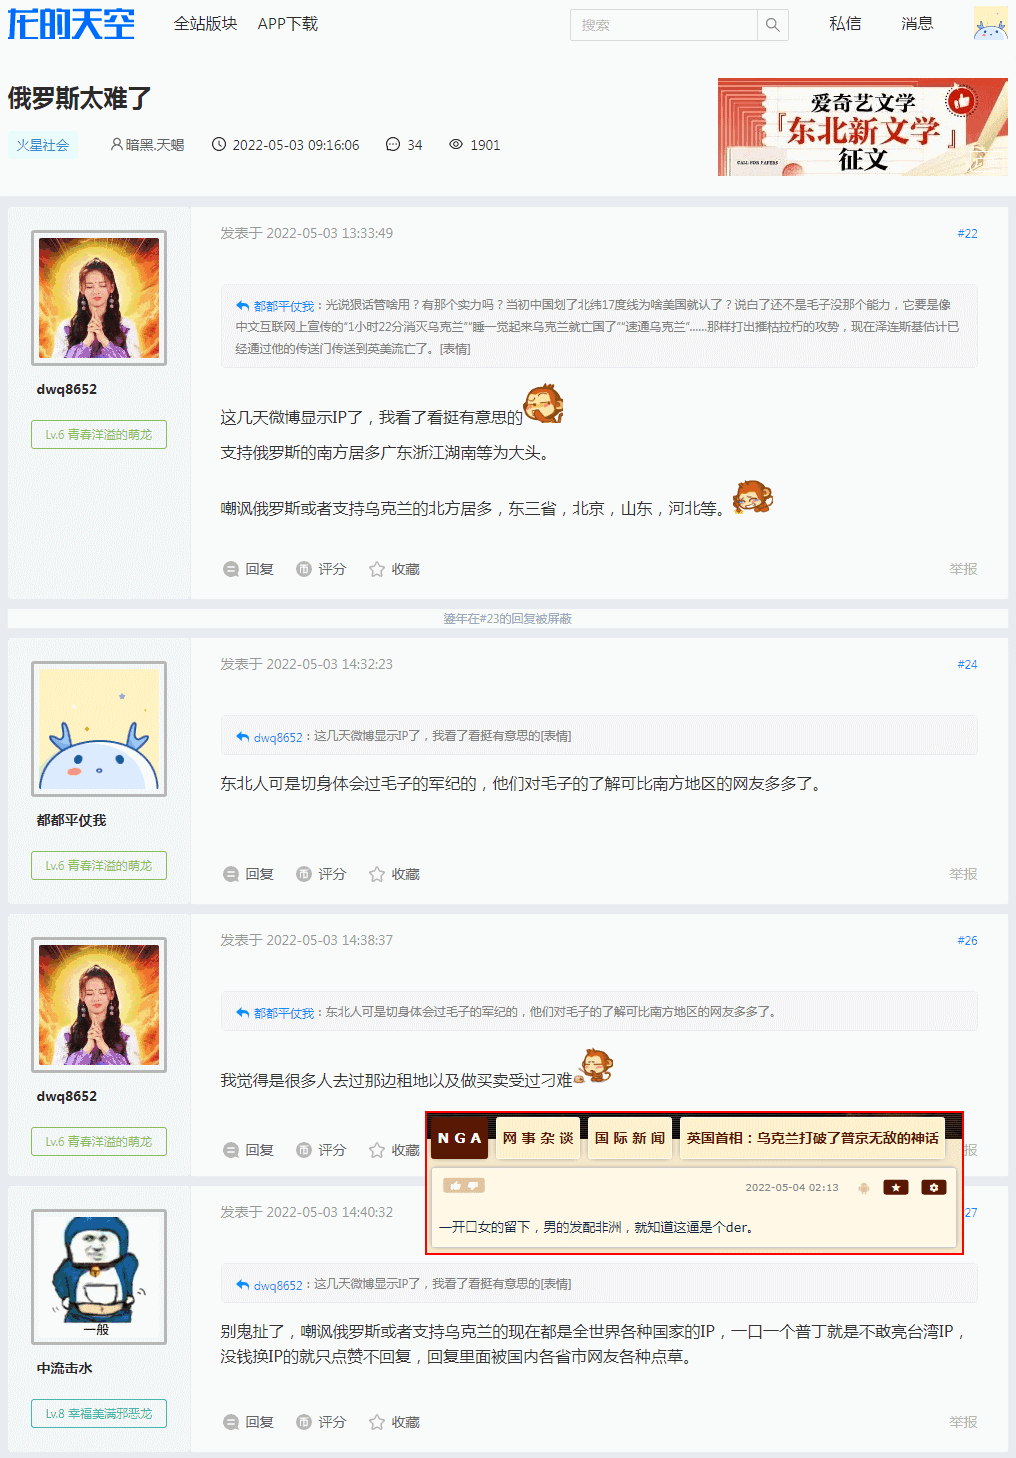 龙的天空 全站版块 APP下载 搜索 私信 消息
俄罗斯太难了
火星社会 暗黑.天蝎 2022-05-03 09:16:06 34 1901
爱奇艺文学
『东北新文学』
征文
CALL FOR PAPERS
发表于 2022-05-03 13:33:49 #22
都都平仗我：光说狠话管啥用？有那个实力吗？当初中国划了北纬17度线为啥美国就认了？说白了还不是毛子没那个能力，它要是像
中文互联网上宣传的“1小时22分消灭乌克兰”“睡一觉起来乌克兰就亡国了”“速通乌克兰”……那样打出摧枯拉朽的攻势，现在泽连斯基估计已
经通过他的传送门传送到英美流亡了。[表情]
dwq8652
Lv.6 青春洋溢的萌龙
这几天微博显示IP了，我看了看挺有意思的
支持俄罗斯的南方居多广东浙江湖南等为大头。
嘲讽俄罗斯或者支持乌克兰的北方居多，东三省，北京，山东，河北等。
回复 评分 收藏 举报
鎏年在#23的回复被屏蔽
发表于 2022-05-03 14:32:23 #24
dwq8652：这几天微博显示IP了，我看了看挺有意思的[表情]
东北人可是切身体会过毛子的军纪的，他们对毛子的了解可比南方地区的网友多多了。
都都平仗我
Lv.6 青春洋溢的萌龙
回复 评分 收藏 举报
发表于 2022-05-03 14:38:37 #26
都都平仗我：东北人可是切身体会过毛子的军纪的，他们对毛子的了解可比南方地区的网友多多了。
我觉得是很多人去过那边租地以及做买卖受过刁难
dwq8652
Lv.6 青春洋溢的萌龙
回复 评分 收藏 报
NGA 网事杂谈 国际新闻 英国首相：乌克兰打破了普京无敌的神话
2022-05-04 02:13
一开口女的留下，男的发配非洲，就知道这逼是个der。
发表于 2022-05-03 14:40:32 27
dwq8652：这几天微博显示IP了，我看了看挺有意思的[表情]
别鬼扯了，嘲讽俄罗斯或者支持乌克兰的现在都是全世界各种国家的IP，一口一个普丁就是不敢亮台湾IP，
没钱换IP的就只点赞不回复，回复里面被国内各省市网友各种点草。
一般
中流击水
Lv.8 幸福美满邪恶龙
回复 评分 收藏 举报